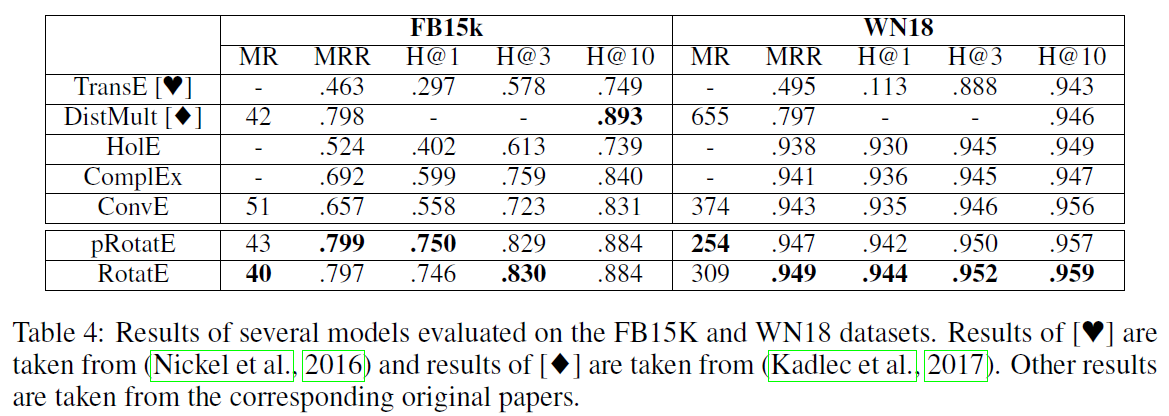 FB15k WN18
MR MRR H@1 H@3 H@10 MR MRR H@1 H@3 H@10
TransE [♥] - .463 .297 .578 .749 - .495 .113 .888 .943
DistMult [♦] 42 .798 - - .893 655 .797 - - .946
HolE - .524 .402 .613 .739 - .938 .930 .945 .949
ComplEx - .692 .599 .759 .840 - .941 .936 .945 .947
ConvE 51 .657 .558 .723 .831 374 .943 .935 .946 .956
pRotatE 43 .799 .750 .829 .884 254 .947 .942 .950 .957
RotatE 40 .797 .746 .830 .884 309 .949 .944 .952 .959
Table 4: Results of several models evaluated on the FB15K and WN18 datasets. Results of [♥] are
taken from (Nickel et al., 2016) and results of [♦] are taken from (Kadlec et al., 2017). Other results
are taken from the corresponding original papers.